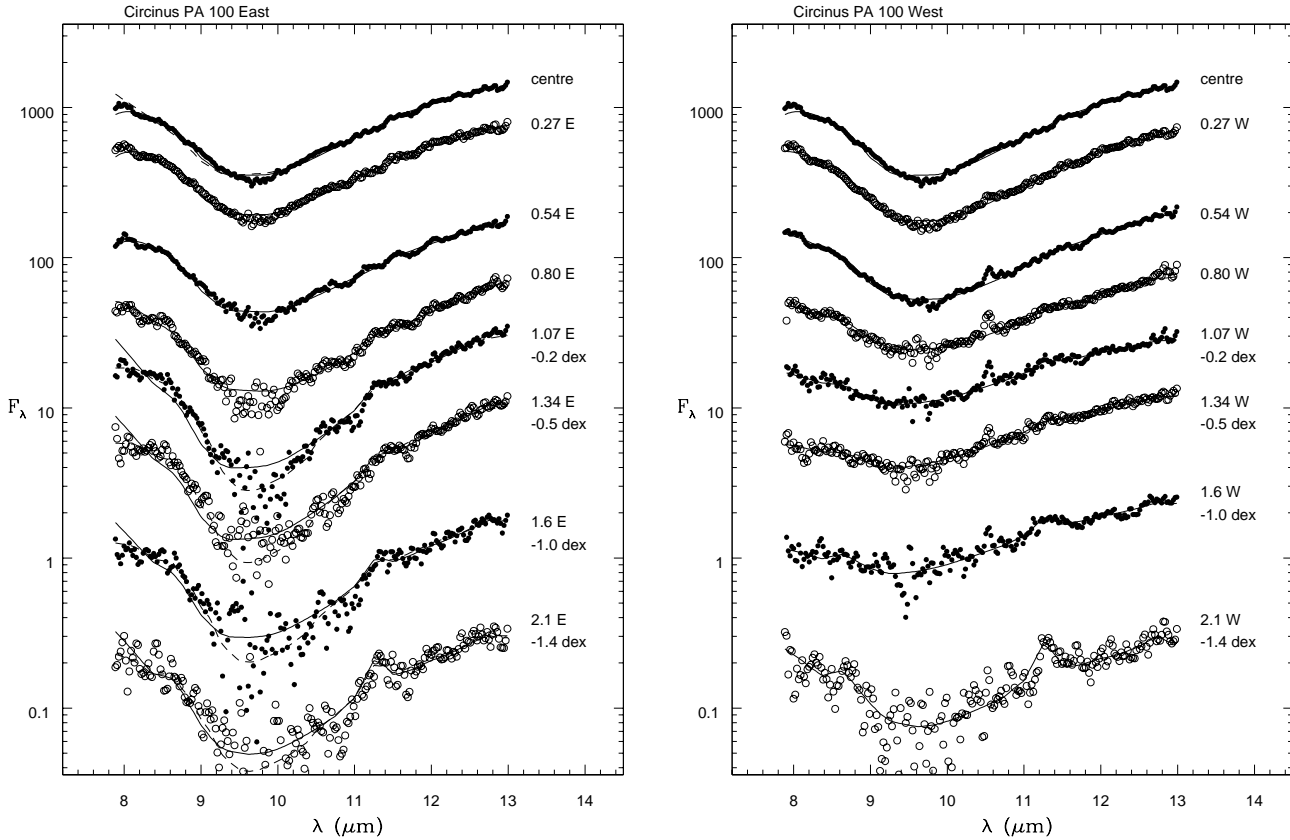 Circinus PA 100 East
centre
1000
0.27 E
0.54 E
100
0.80 E
1.07 E
-0.2 dex
F_λ
10
1.34 E
-0.5 dex
1.6 E
-1.0 dex
1
2.1 E
-1.4 dex
0.1
8 9 10 11 12 13
λ (μm)
Circinus PA 100 West
centre
1000
0.27 W
0.54 W
100
0.80 W
1.07 W
-0.2 dex
F_λ
10
1.34 W
-0.5 dex
1.6 W
-1.0 dex
1
2.1 W
-1.4 dex
0.1
8 9 10 11 12 13
λ (μm)